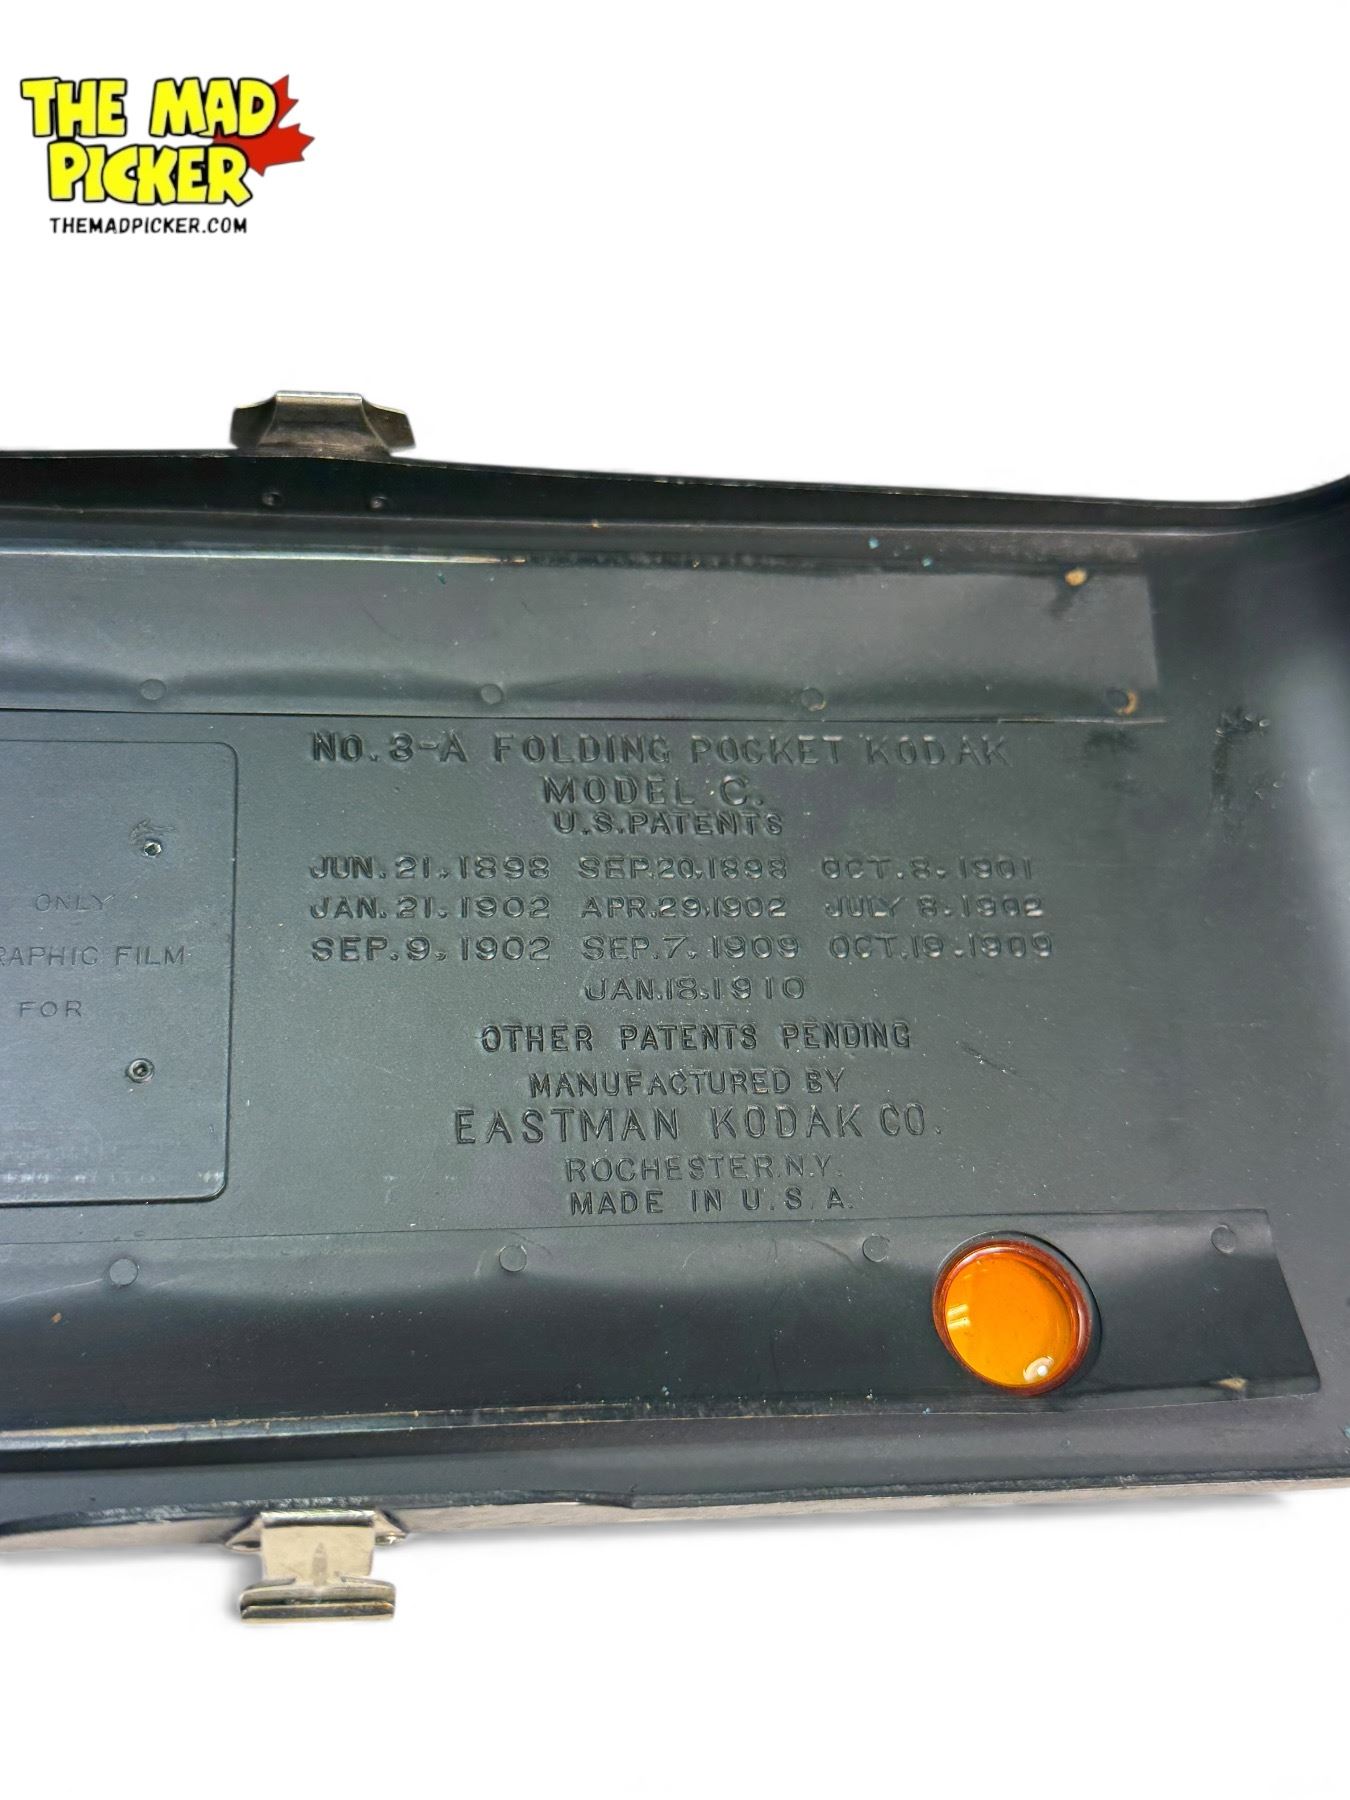 THE MAD
PICKER
THEMADPICKER.COM
NO. 3-A FOLDING POCKET KODAK
MODEL C.
U.S. PATENTS
JUN. 21. 1898 SEP. 20. 1898 OCT. 8. 1901
JAN. 21. 1902 APR. 29. 1902 JULY 8. 1902
SEP. 9. 1902 SEP. 7. 1909 OCT. 19. 1909
JAN. 18. 1910
OTHER PATENTS PENDING
MANUFACTURED BY
EASTMAN KODAK CO.
ROCHESTER. N.Y.
MADE IN U.S.A.
ONLY
RAPHIC FILM
FOR